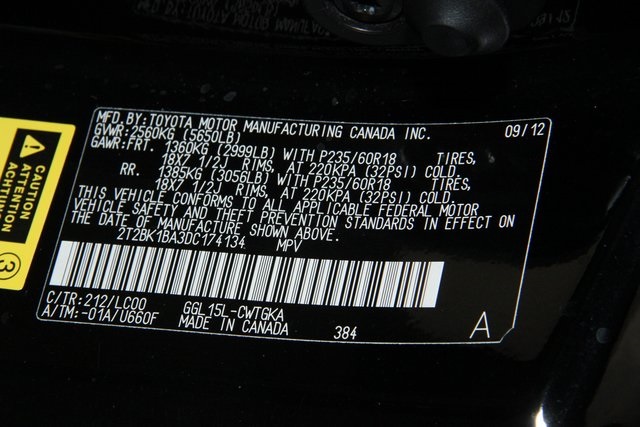 MFD. BY: TOYOTA MOTOR MANUFACTURING CANADA INC. 09/12
GVWR: 2560KG (5650LB)
GAWR: FRT. 1360KG (2999LB) WITH P235/60R18 TIRES,
18X7 1/2J RIMS, AT 220KPA (32PSI) COLD.
RR. 1385KG (3056LB) WITH P235/60R18 TIRES,
18X7 1/2J RIMS, AT 220KPA (32PSI) COLD.
THIS VEHICLE CONFORMS TO ALL APPLICABLE FEDERAL MOTOR
VEHICLE SAFETY AND THEFT PREVENTION STANDARDS IN EFFECT ON
THE DATE OF MANUFACTURE SHOWN ABOVE.
2T2BK1BA3DC174134 MPV
C/TR: 212/LC00 GGL15L-CWTGKA
A/TM: -01A/U660F MADE IN CANADA 384 A
CAUTION
ATTENTION
ACHTUNG
3